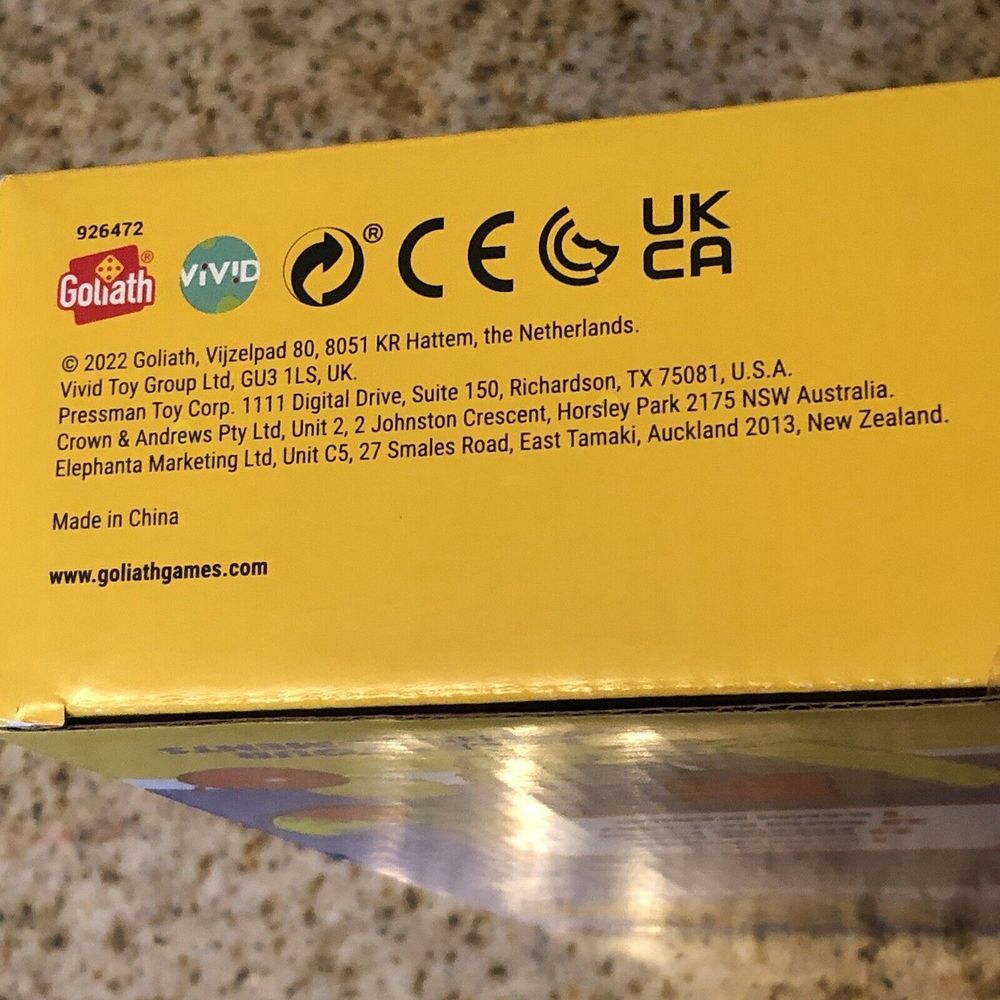 926472
Goliath®
ViVID
®
CE
UK
CA
© 2022 Goliath, Vijzelpad 80, 8051 KR Hattem, the Netherlands.
Vivid Toy Group Ltd, GU3 1LS, UK.
Pressman Toy Corp. 1111 Digital Drive, Suite 150, Richardson, TX 75081, U.S.A.
Crown & Andrews Pty Ltd, Unit 2, 2 Johnston Crescent, Horsley Park 2175 NSW Australia.
Elephanta Marketing Ltd, Unit C5, 27 Smales Road, East Tamaki, Auckland 2013, New Zealand.
Made in China
www.goliathgames.com